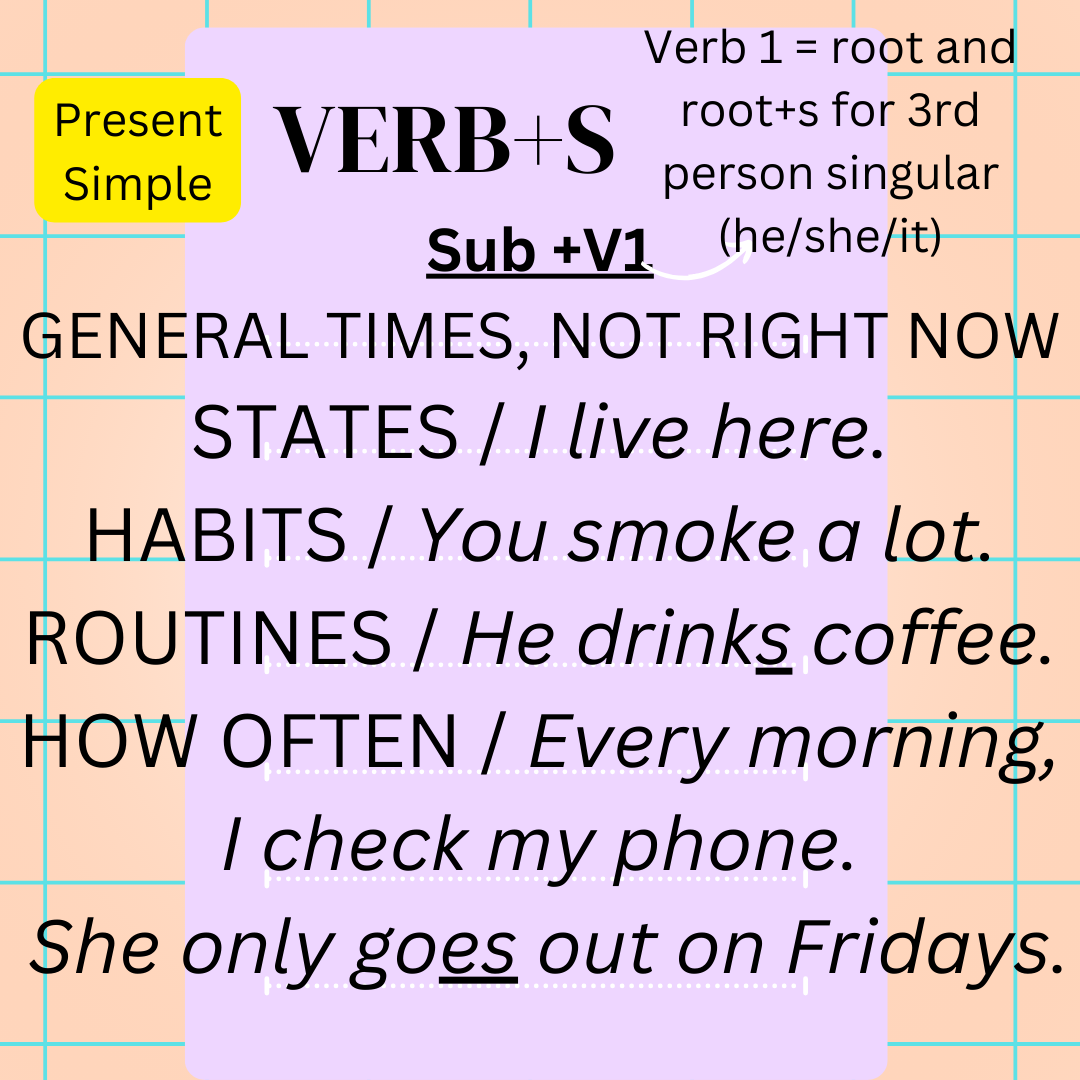 Present
Simple
VERB+S
Verb 1 = root and
root+s for 3rd
person singular
(he/she/it)
Sub +V1
GENERAL TIMES, NOT RIGHT NOW
STATES / I live here.
HABITS / You smoke a lot.
ROUTINES / He drinks coffee.
HOW OFTEN / Every morning,
I check my phone.
She only goes out on Fridays.